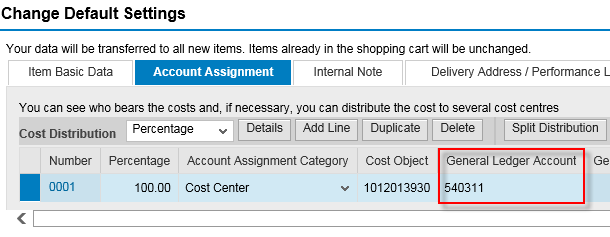 Change Default Settings
Your data will be transferred to all new items. Items already in the shopping cart will be unchanged.
Item Basic Data Account Assignment Internal Note Delivery Address / Performance L
You can see who bears the costs and, if necessary, you can distribute the cost to several cost centres
Cost Distribution Percentage Details Add Line Duplicate Delete Split Distribution
Number Percentage Account Assignment Category Cost Object General Ledger Account Ge
0001 100.00 Cost Center 1012013930 540311